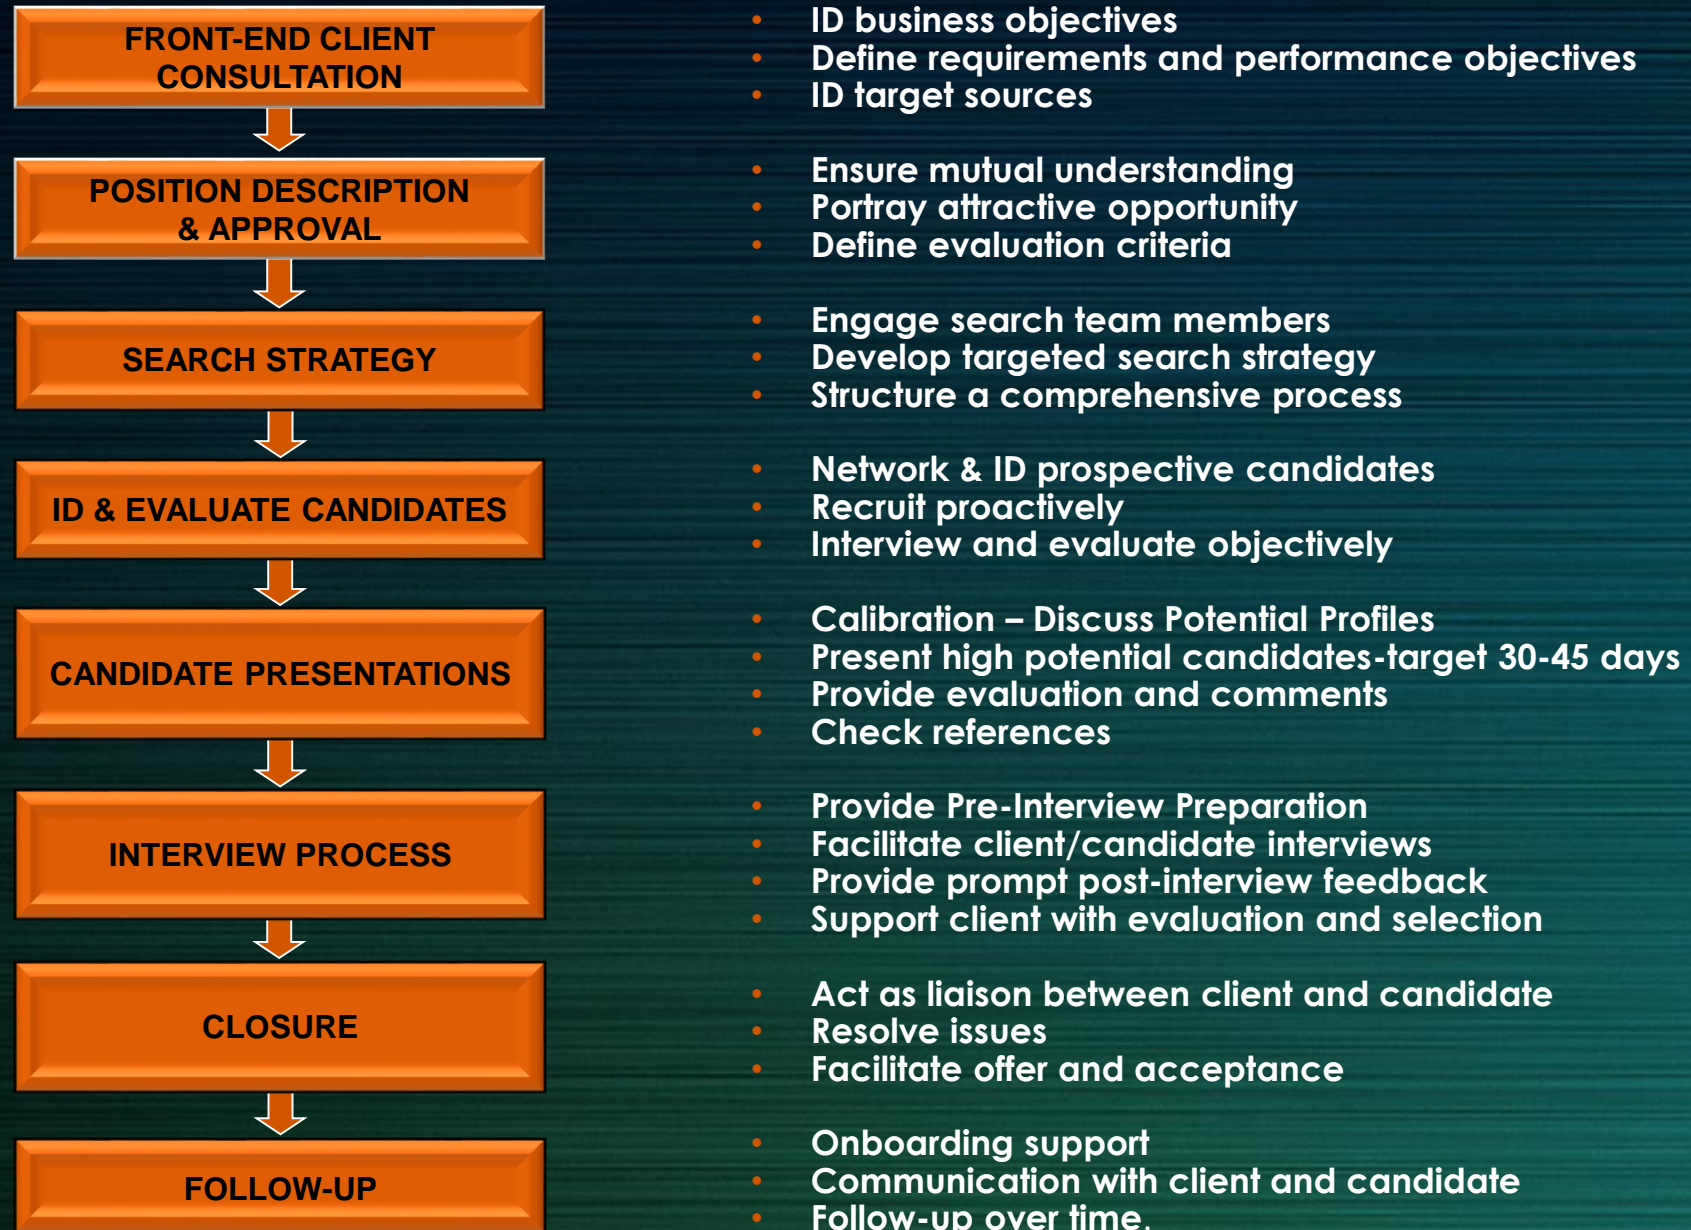 FRONT-END CLIENT
CONSULTATION
• ID business objectives
• Define requirements and performance objectives
• ID target sources
POSITION DESCRIPTION
& APPROVAL
• Ensure mutual understanding
• Portray attractive opportunity
• Define evaluation criteria
SEARCH STRATEGY
• Engage search team members
• Develop targeted search strategy
• Structure a comprehensive process
ID & EVALUATE CANDIDATES
• Network & ID prospective candidates
• Recruit proactively
• Interview and evaluate objectively
CANDIDATE PRESENTATIONS
• Calibration – Discuss Potential Profiles
• Present high potential candidates-target 30-45 days
• Provide evaluation and comments
• Check references
INTERVIEW PROCESS
• Provide Pre-Interview Preparation
• Facilitate client/candidate interviews
• Provide prompt post-interview feedback
• Support client with evaluation and selection
CLOSURE
• Act as liaison between client and candidate
• Resolve issues
• Facilitate offer and acceptance
FOLLOW-UP
• Onboarding support
• Communication with client and candidate
• Follow-up over time.